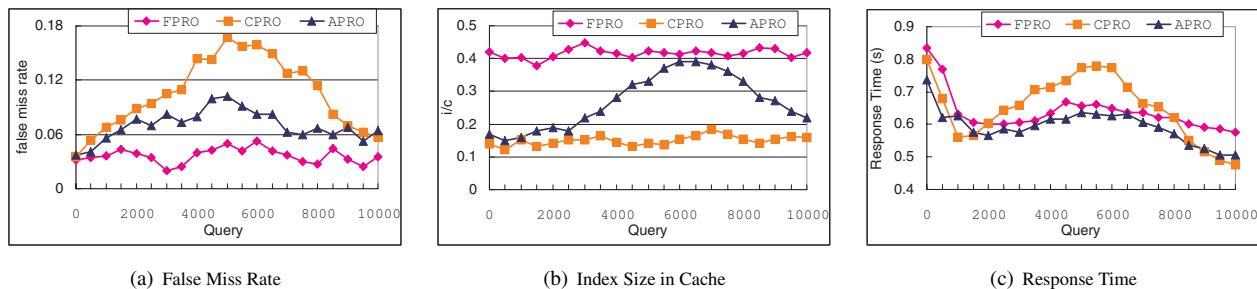 FPRO CPRO APRO
0.18
0.12
0.06
0
false miss rate
0 2000 4000 6000 8000 10000
Query
(a) False Miss Rate
FPRO CPRO APRO
0.5
0.4
0.3
0.2
0.1
0
i/c
0 2000 4000 6000 8000 10000
Query
(b) Index Size in Cache
FPRO CPRO APRO
0.9
0.8
0.7
0.6
0.5
0.4
Response Time (s)
0 2000 4000 6000 8000 10000
Query
(c) Response Time